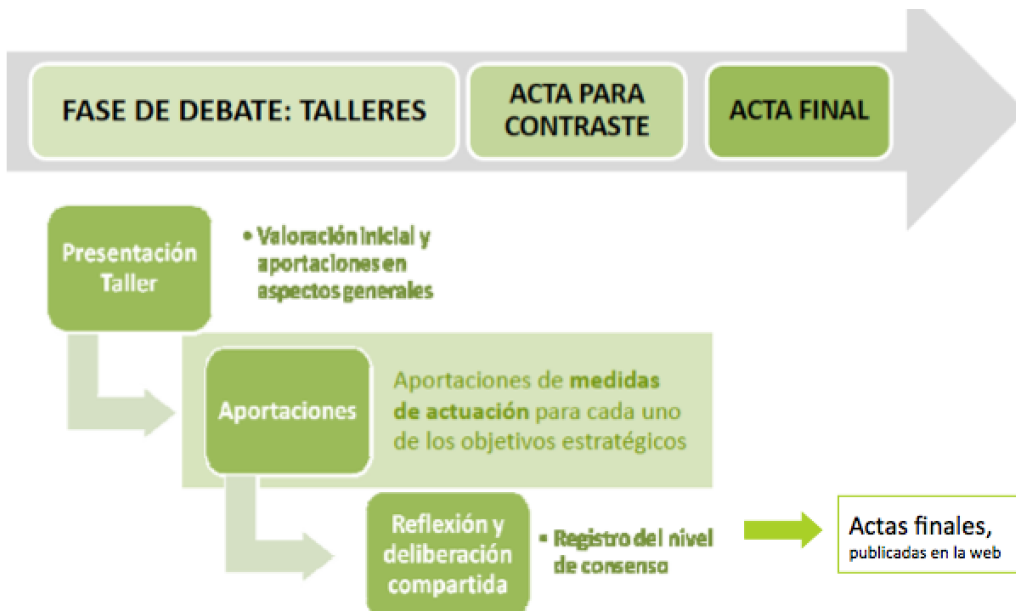 FASE DE DEBATE: TALLERES
ACTA PARA
CONTRASTE
ACTA FINAL
Presentación
Taller
• Valoración inicial y
aportaciones en
aspectos generales
Aportaciones
Aportaciones de medidas
de actuación para cada uno
de los objetivos estratégicos
Reflexión y
deliberación
compartida
• Registro del nivel
de consenso
Actas finales,
publicadas en la web